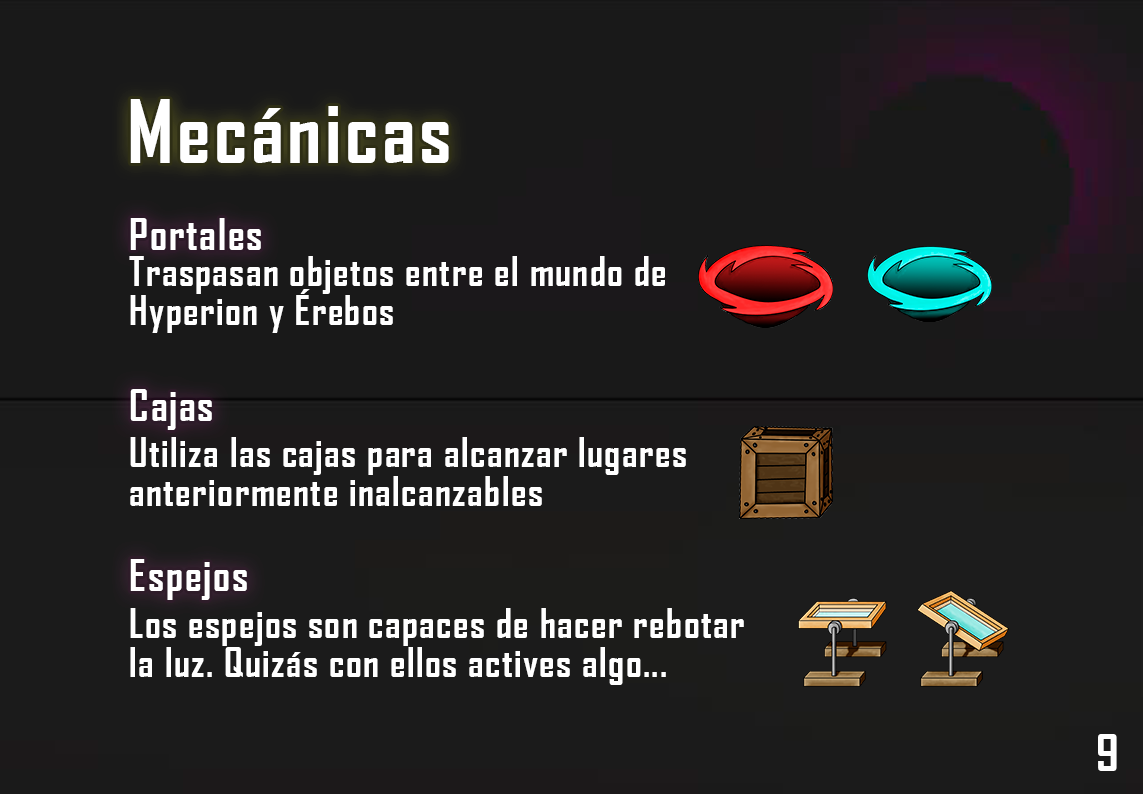 Mecánicas
Portales
Traspasan objetos entre el mundo de
Hyperion y Érebos
Cajas
Utiliza las cajas para alcanzar lugares
anteriormente inalcanzables
Espejos
Los espejos son capaces de hacer rebotar
la luz. Quizás con ellos actives algo...
9